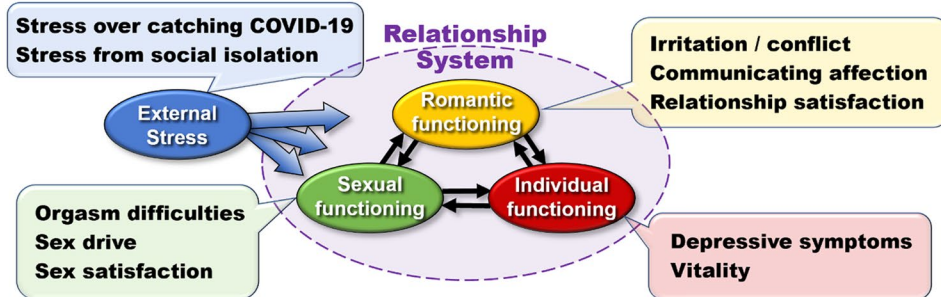 Stress over catching COVID-19
Stress from social isolation
Relationship
System
Irritation / conflict
Communicating affection
Relationship satisfaction
External
Stress
Romantic
functioning
Sexual
functioning
Individual
functioning
Orgasm difficulties
Sex drive
Sex satisfaction
Depressive symptoms
Vitality